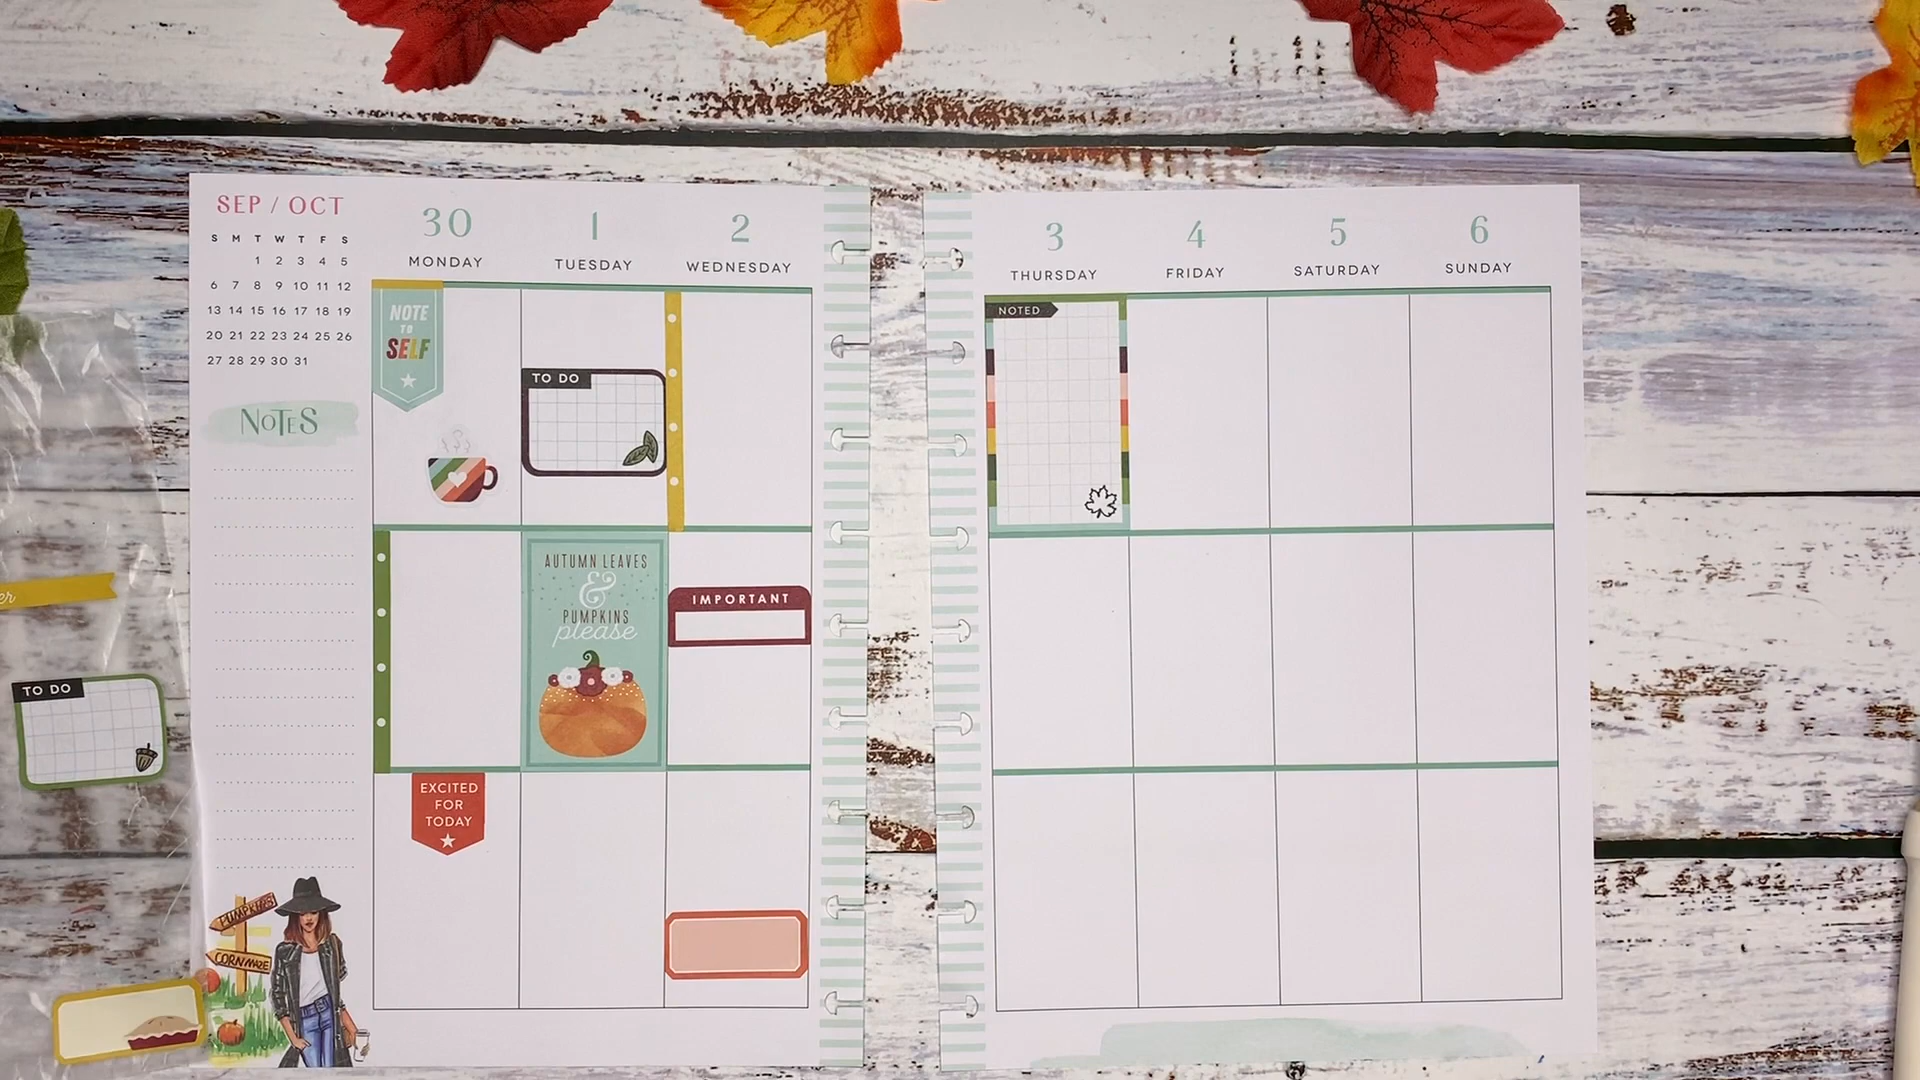 SEP / OCT
S M T W T F S
1 2 3 4 5
6 7 8 9 10 11 12
13 14 15 16 17 18 19
20 21 22 23 24 25 26
27 28 29 30 31
NOTES
30
MONDAY
1
TUESDAY
2
WEDNESDAY
3
THURSDAY
4
FRIDAY
5
SATURDAY
6
SUNDAY
NOTE
TO
SELF
TO DO
NOTED
AUTUMN LEAVES
&
PUMPKINS
please
IMPORTANT
EXCITED
FOR
TODAY
er
TO DO
PUMPKINS
CORN MAZE